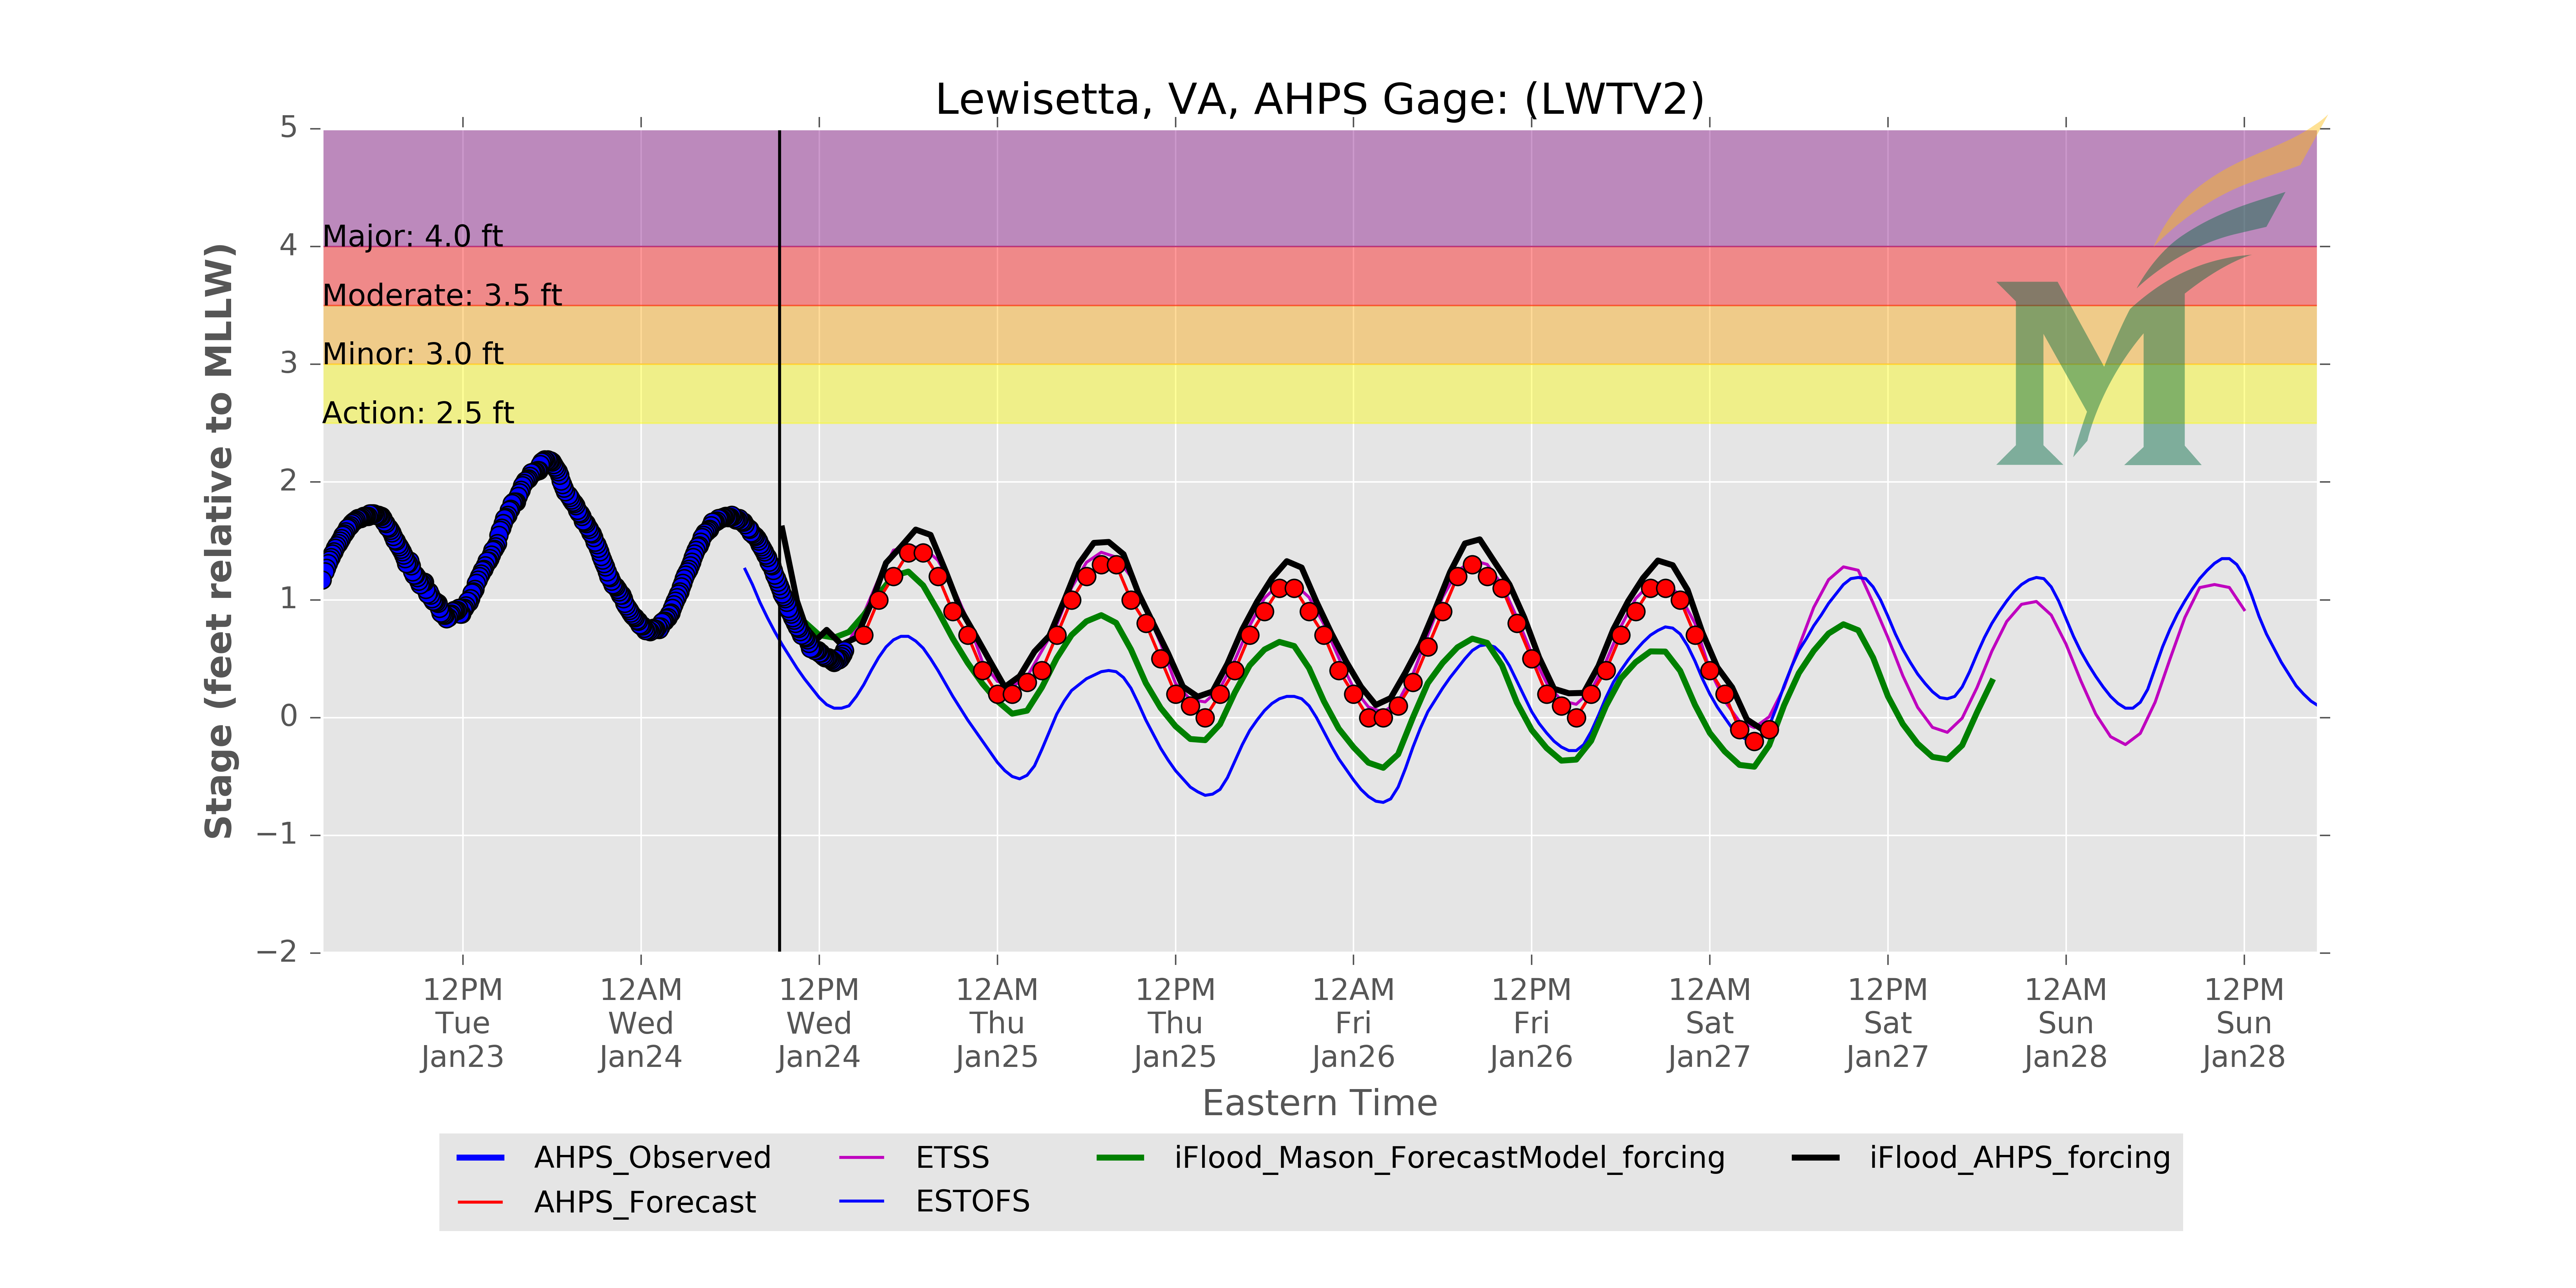 Lewisetta, VA, AHPS Gage: (LWTV2)
5
4
3
2
1
0
−1
−2
Stage (feet relative to MLLW)
Major: 4.0 ft
Moderate: 3.5 ft
Minor: 3.0 ft
Action: 2.5 ft
12PM 12AM 12PM 12AM 12PM 12AM 12PM 12AM 12PM 12AM 12PM
Tue Wed Wed Thu Thu Fri Fri Sat Sat Sun Sun
Jan23 Jan24 Jan24 Jan25 Jan25 Jan26 Jan26 Jan27 Jan27 Jan28 Jan28
Eastern Time
AHPS_Observed ETSS iFlood_Mason_ForecastModel_forcing iFlood_AHPS_forcing
AHPS_Forecast ESTOFS